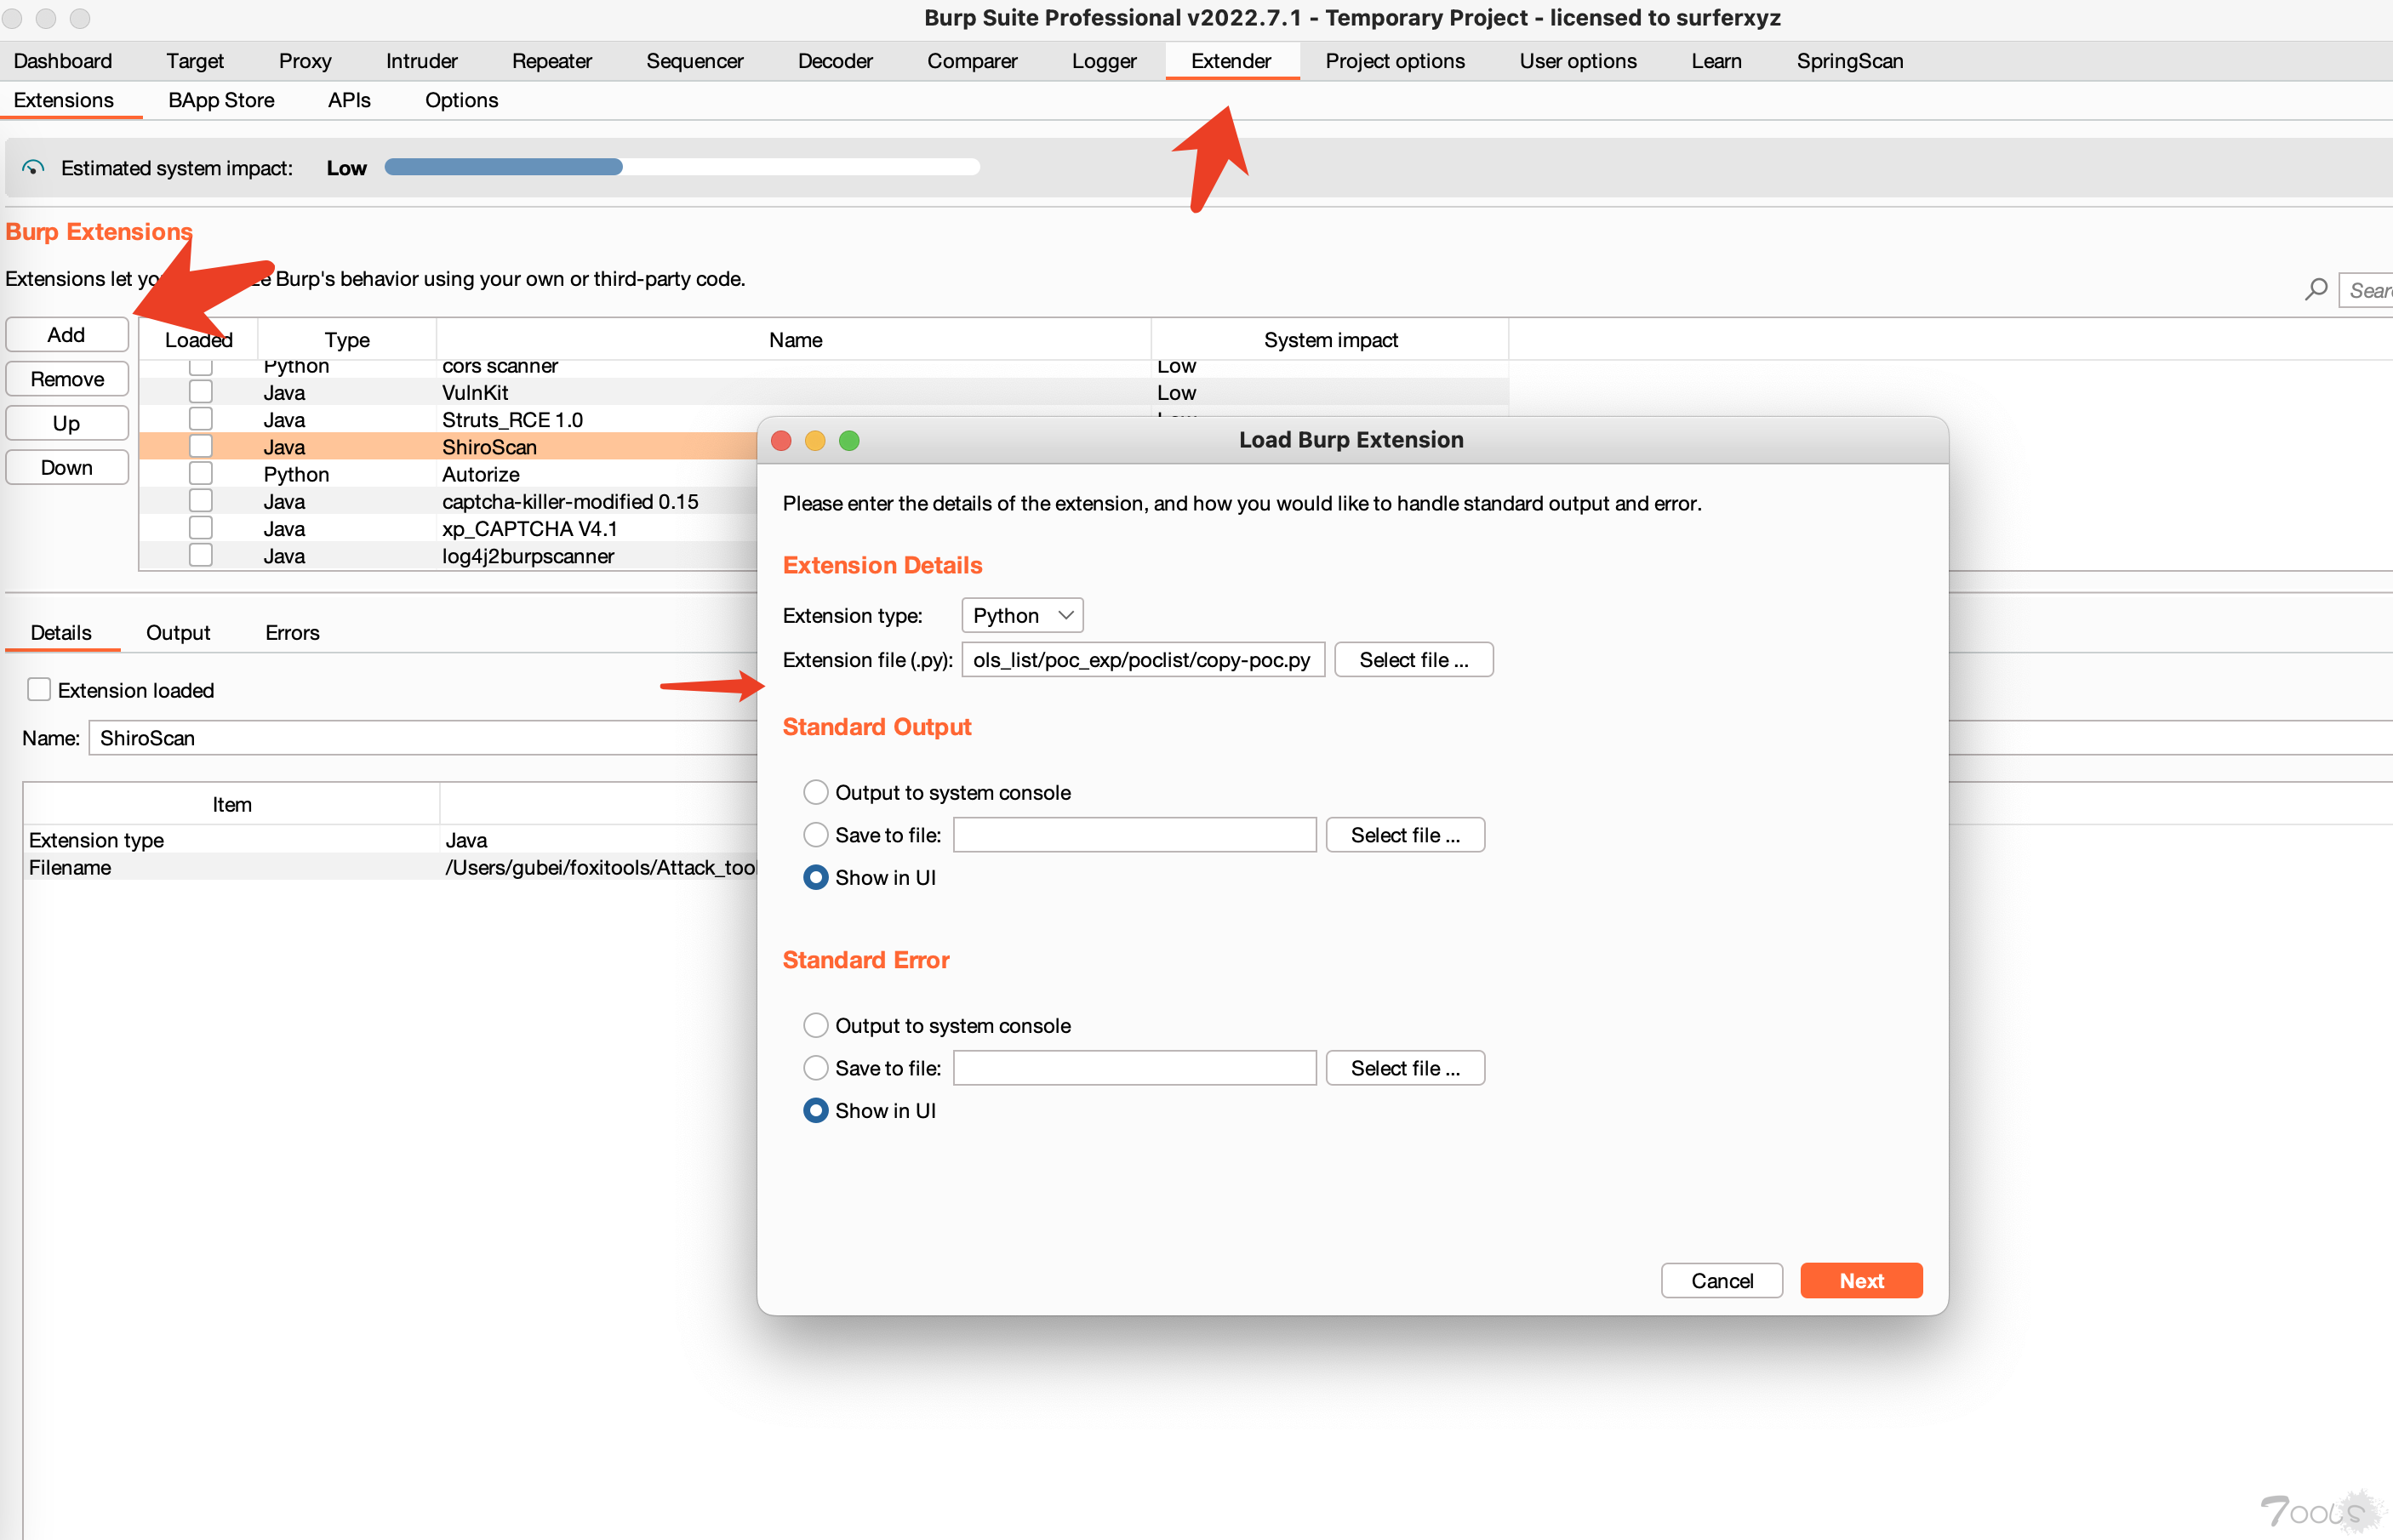 Burp Suite Professional v2022.7.1 - Temporary Project - licensed to surferxyz
Dashboard Target Proxy Intruder Repeater Sequencer Decoder Comparer Logger Extender Project options User options Learn SpringScan
Extensions BApp Store APIs Options
Estimated system impact: Low
Burp Extensions
Extensions let Burp's behavior using your own or third-party code.
Add
Remove
Up
Down
Loaded Type Name System impact
Python cors scanner Low
Java VulnKit Low
Java Struts_RCE 1.0
Java ShiroScan
Python Autorize
Java captcha-killer-modified 0.15
Java xp_CAPTCHA V4.1
Java log4j2burpscanner
Details Output Errors
Extension loaded
Name: ShiroScan
Item
Extension type Java
Filename /Users/gubei/foxitools/Attack_tool
Load Burp Extension
Please enter the details of the extension, and how you would like to handle standard output and error.
Extension Details
Extension type: Python
Extension file (.py): ols_list/poc_exp/poclist/copy-poc.py Select file ...
Standard Output
Output to system console
Save to file: Select file ...
Show in UI
Standard Error
Output to system console
Save to file: Select file ...
Show in UI
Cancel Next
Tools